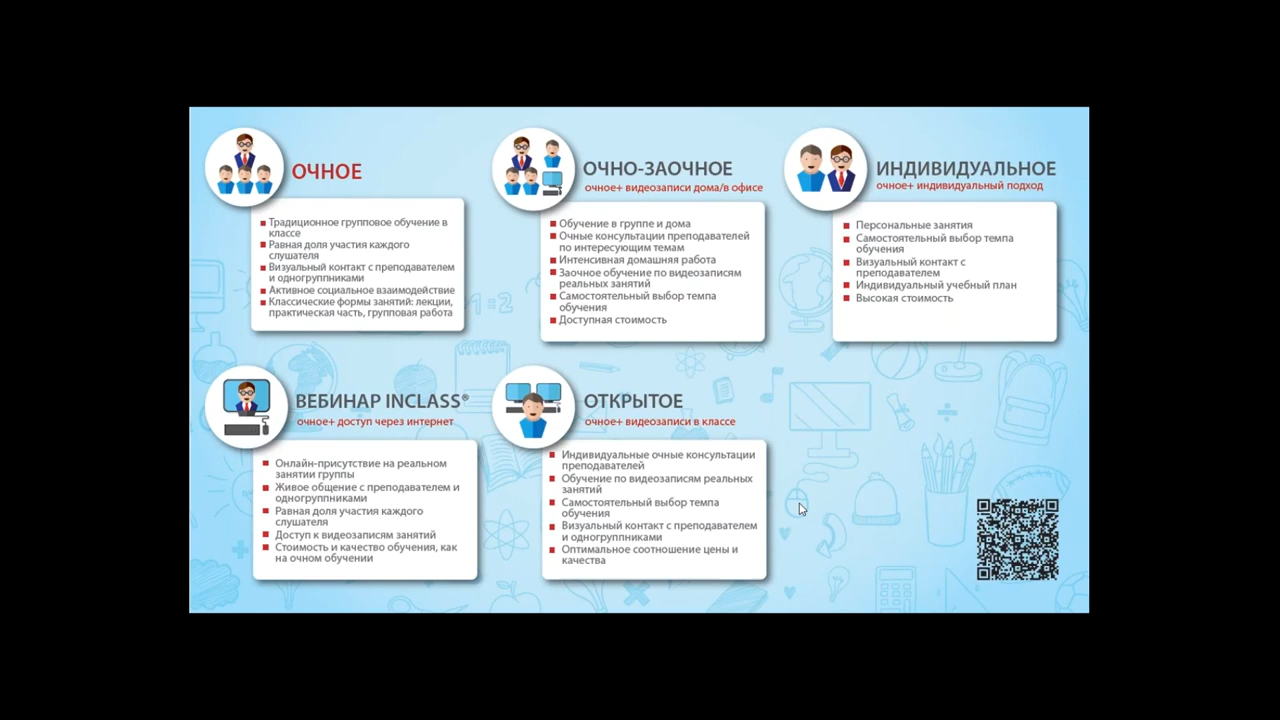 ОЧНОЕ
Традиционное групповое обучение в
классе
Равная доля участия каждого
слушателя
Визуальный контакт с преподавателем
и одногруппниками
Активное социальное взаимодействие
Классические формы занятий: лекции,
практическая часть, групповая работа
ОЧНО-ЗАОЧНОЕ
очное+ видеозаписи дома/в офисе
Обучение в группе и дома
Очные консультации преподавателей
по интересующим темам
Интенсивная домашняя работа
Заочное обучение по видеозаписям
реальных занятий
Самостоятельный выбор темпа
обучения
Доступная стоимость
ИНДИВИДУАЛЬНОЕ
очное+ индивидуальный подход
Персональные занятия
Самостоятельный выбор темпа
обучения
Визуальный контакт с
преподавателем
Индивидуальный учебный план
Высокая стоимость
ВЕБИНАР INCLASS®
очное+ доступ через интернет
Онлайн-присутствие на реальном
занятии группы
Живое общение с преподавателем и
одногруппниками
Равная доля участия каждого
слушателя
Доступ к видеозаписям занятий
Стоимость и качество обучения, как
на очном обучении
ОТКРЫТОЕ
очное+ видеозаписи в классе
Индивидуальные очные консультации
преподавателей
Обучение по видеозаписям реальных
занятий
Самостоятельный выбор темпа
обучения
Визуальный контакт с преподавателем
и одногруппниками
Оптимальное соотношение цены и
качества